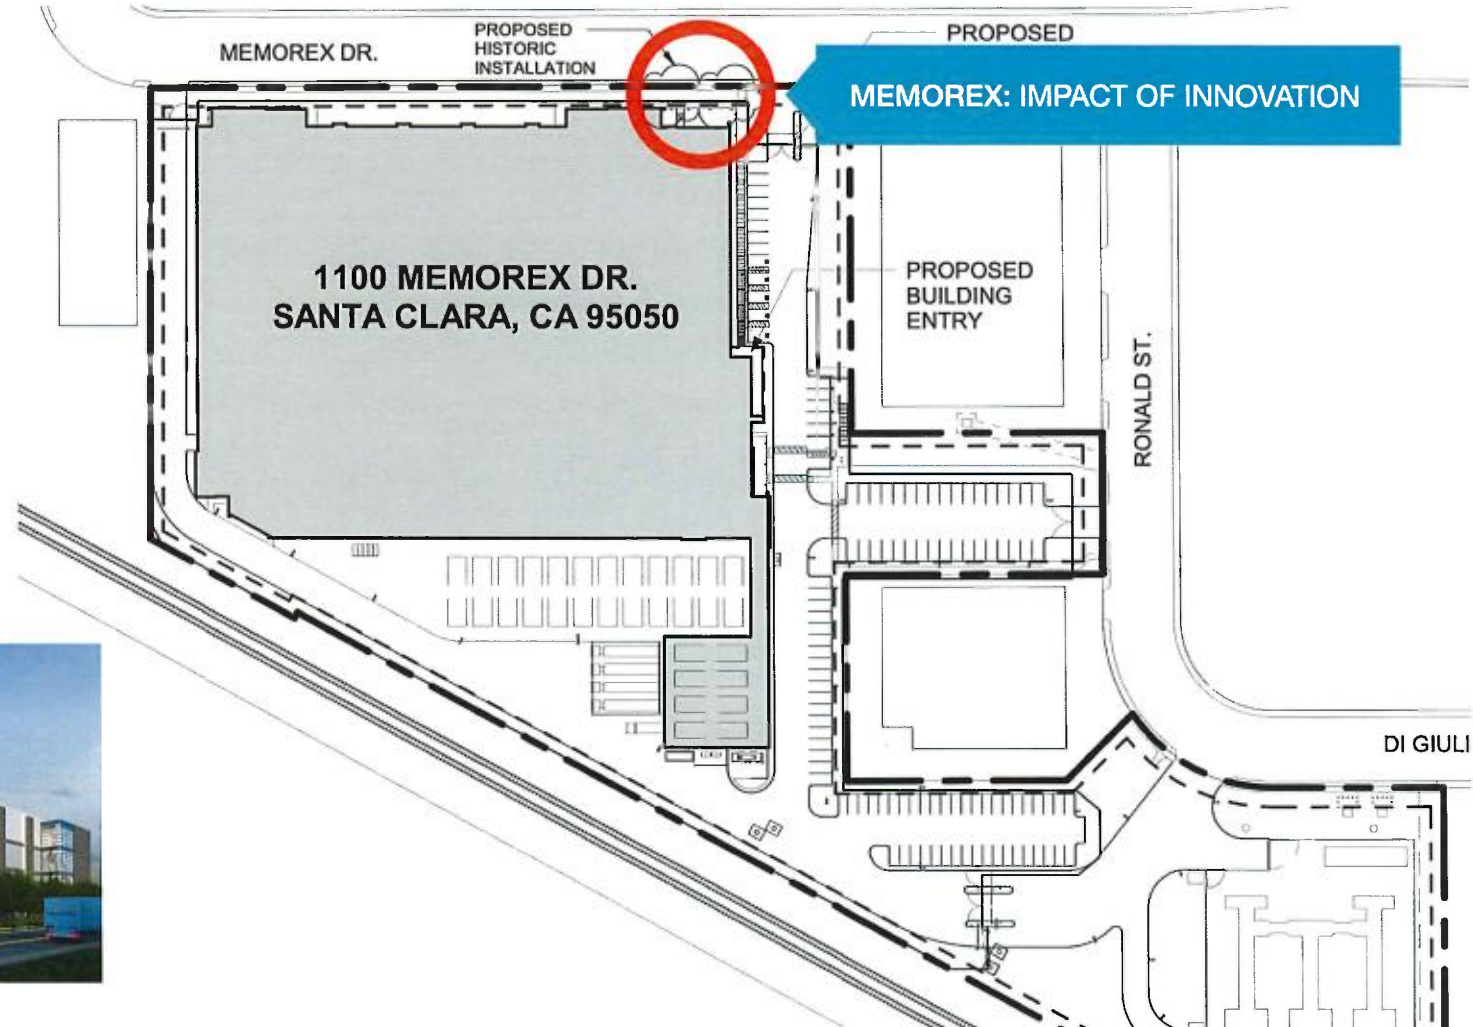 PROPOSED
HISTORIC
INSTALLATION
MEMOREX DR.
PROPOSED
MEMOREX: IMPACT OF INNOVATION
1100 MEMOREX DR.
SANTA CLARA, CA 95050
PROPOSED
BUILDING
ENTRY
RONALD ST.
DI GIULI